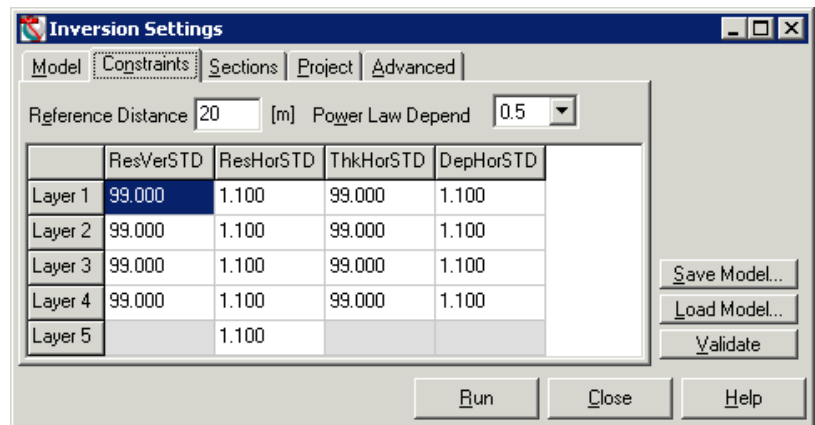 Inversion Settings
Model Constraints Sections Project Advanced
Reference Distance 20 [m] Power Law Depend 0.5
ResVerSTD ResHorSTD ThkHorSTD DepHorSTD
Layer 1 99.000 1.100 99.000 1.100
Layer 2 99.000 1.100 99.000 1.100
Layer 3 99.000 1.100 99.000 1.100
Layer 4 99.000 1.100 99.000 1.100
Layer 5 1.100
Save Model...
Load Model...
Validate
Run Close Help